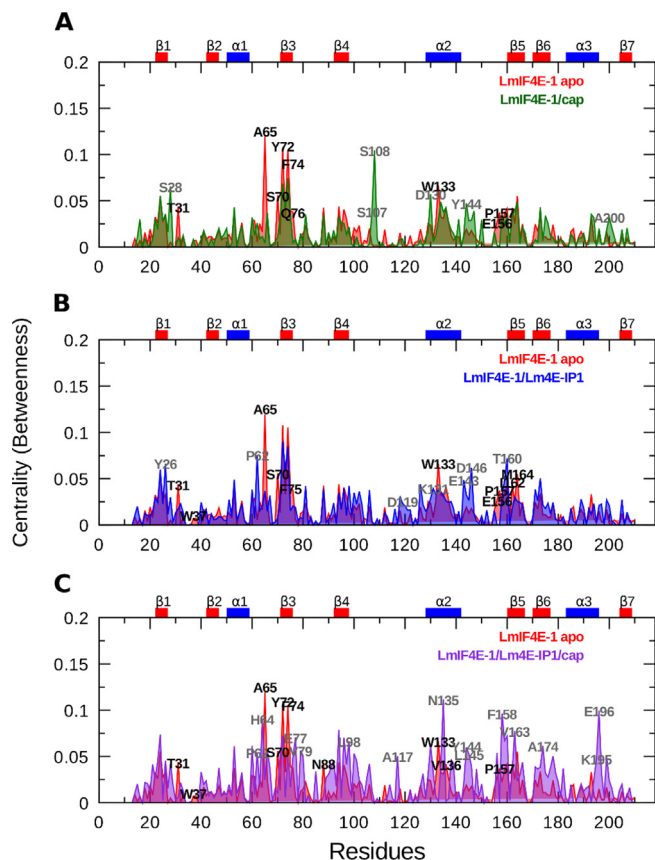 A
β1 β2 α1 β3 β4 α2 β5 β6 α3 β7
0.2
LmIF4E-1 apo
LmIF4E-1/cap
0.15
A65
Y72
S108
0.1
F74
S28
W133
D130
S70
Y144
0.05
T31
Q76
S107
P157
A200
E156
0
0 20 40 60 80 100 120 140 160 180 200
B
β1 β2 α1 β3 β4 α2 β5 β6 α3 β7
0.2
LmIF4E-1 apo
LmIF4E-1/Lm4E-IP1
0.15
A65
0.1
P62
T160
Y26
W133
D146
S70
M164
0.05
T31
F75
E143
D119
E156
W37
0
0 20 40 60 80 100 120 140 160 180 200
C
β1 β2 α1 β3 β4 α2 β5 β6 α3 β7
0.2
LmIF4E-1 apo
LmIF4E-1/Lm4E-IP1/cap
0.15
A65
N135
Y72
F74
0.1
F158
E196
H64
V163
E77
L98
W133
Y144
A174
S70
V79
A117
K195
0.05
T31
N88
V136
P157
W37
0
0 20 40 60 80 100 120 140 160 180 200
Centrality (Betweenness)
Residues